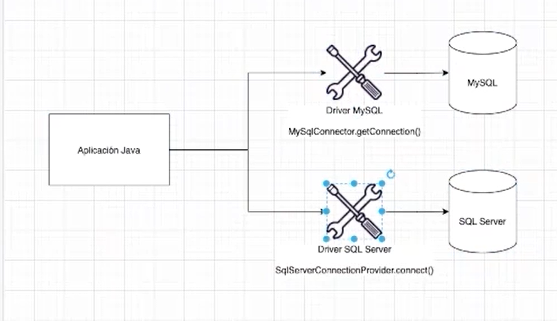 Aplicación Java
Driver MySQL
MySqlConnector.getConnection()
MySQL
Driver SQL Server
SqlServerConnectionProvider.connect()
SQL Server